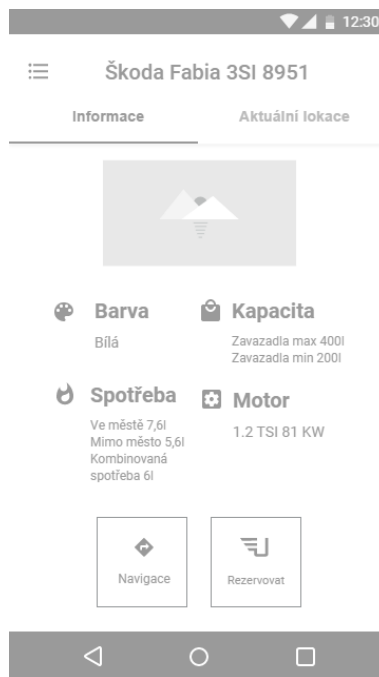 12:30
Škoda Fabia 3SI 8951
Informace
Aktuální lokace
Barva
Bílá
Kapacita
Zavazadla max 400l
Zavazadla min 200l
Spotřeba
Ve městě 7,6l
Mimo město 5,6l
Kombinovaná
spotřeba 6l
Motor
1.2 TSI 81 KW
Navigace
Rezervovat